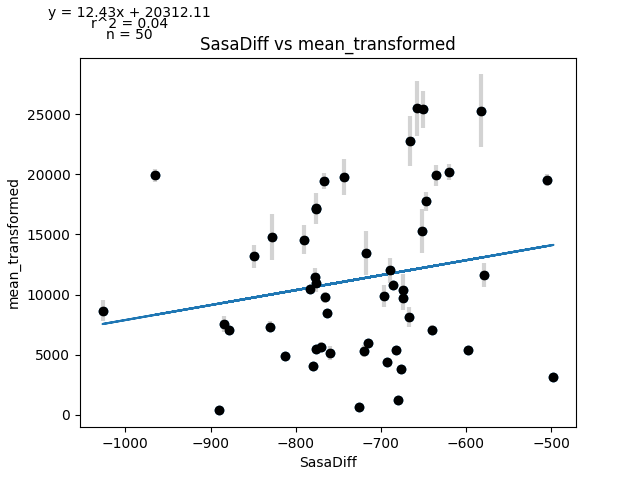 y = 12.43x + 20312.11
r^2 = 0.04
n = 50
SasaDiff vs mean_transformed
25000
20000
15000
10000
5000
0
mean_transformed
−1000
−900
−800
−700
−600
−500
SasaDiff